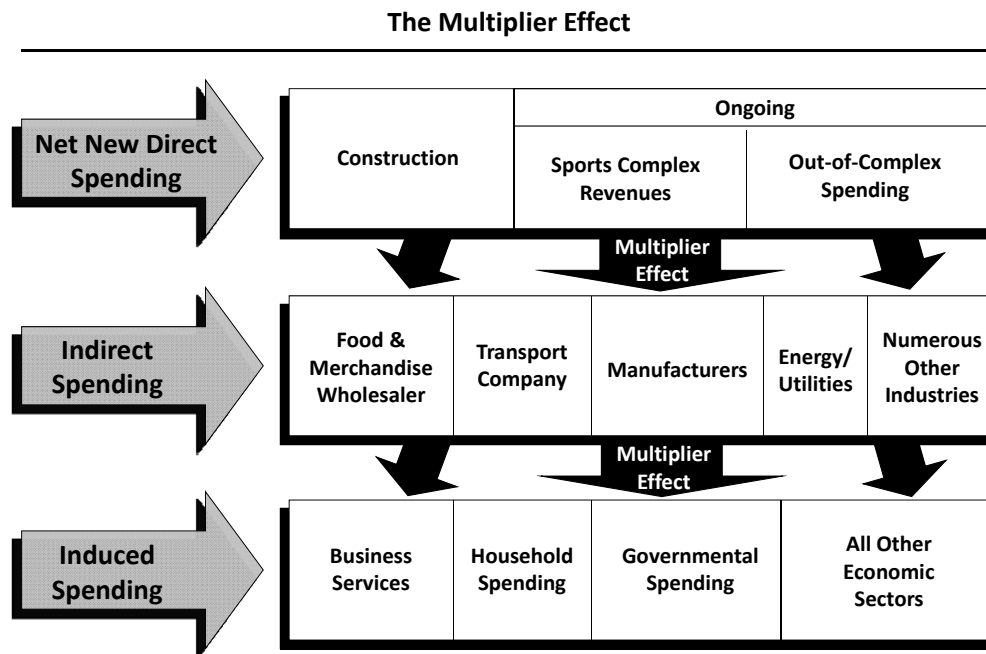 The Multiplier Effect
Net New Direct
Spending
Construction
Ongoing
Sports Complex
Revenues
Out-of-Complex
Spending
Multiplier
Effect
Indirect
Spending
Food &
Merchandise
Wholesaler
Transport
Company
Manufacturers
Energy/
Utilities
Numerous
Other
Industries
Multiplier
Effect
Induced
Spending
Business
Services
Household
Spending
Governmental
Spending
All Other
Economic
Sectors